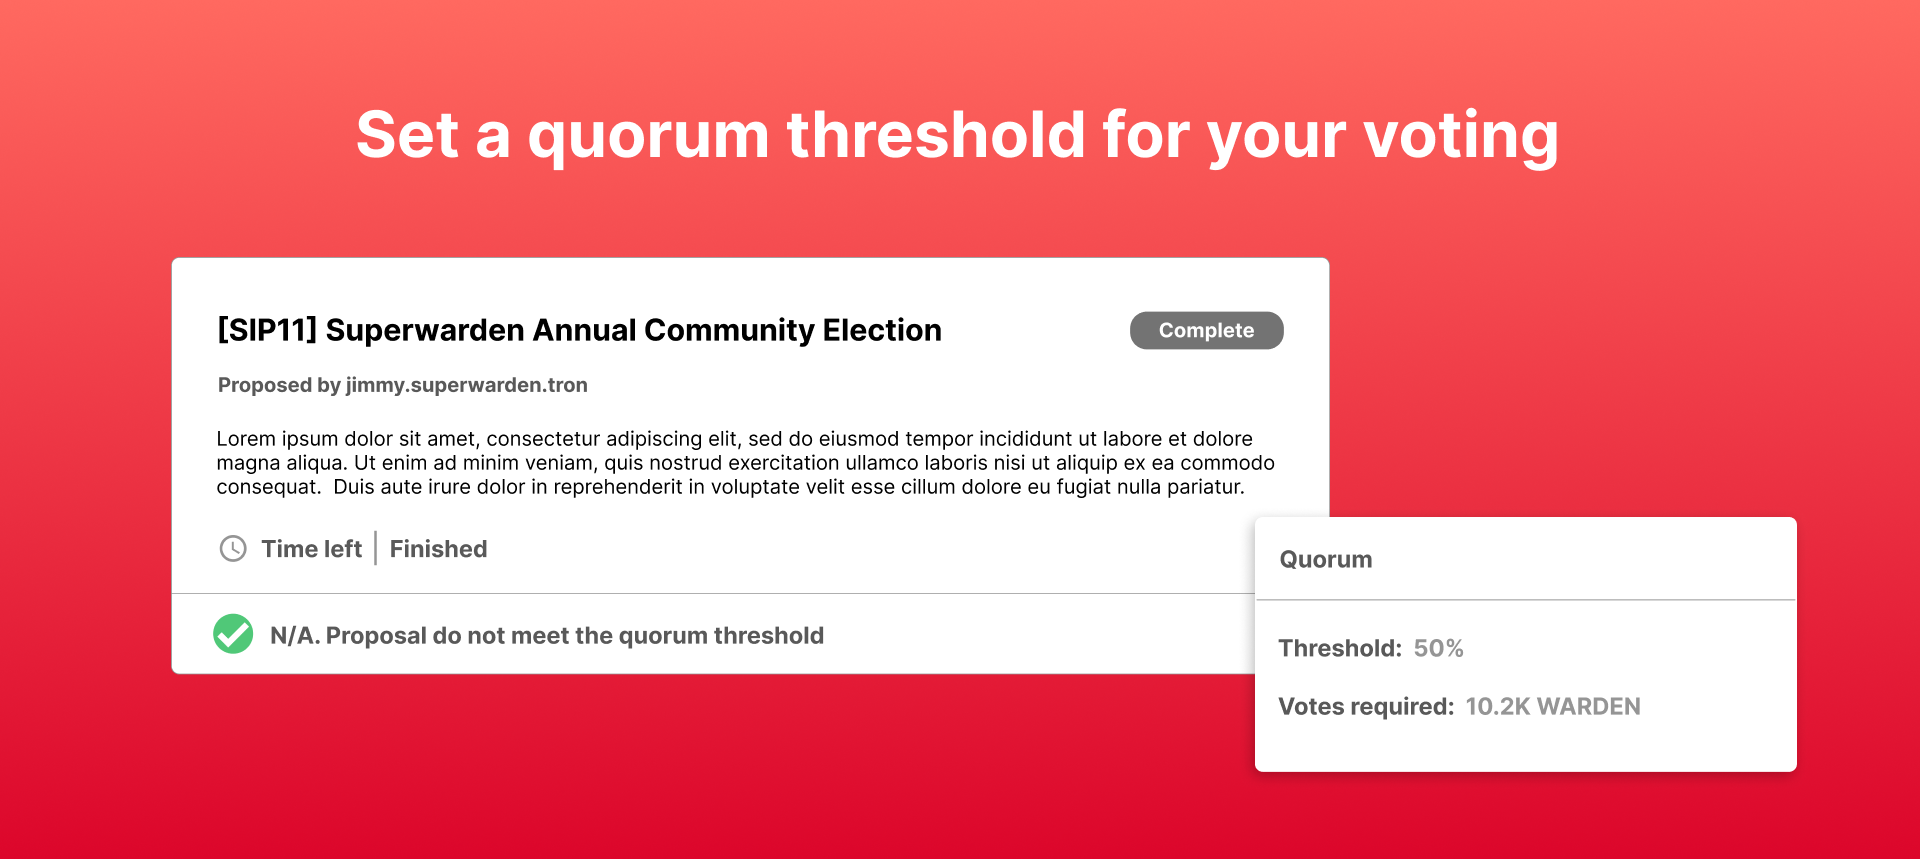 Set a quorum threshold for your voting
[SIP11] Superwarden Annual Community Election
Complete
Proposed by jimmy.superwarden.tron
Lorem ipsum dolor sit amet, consectetur adipiscing elit, sed do eiusmod tempor incididunt ut labore et dolore
magna aliqua. Ut enim ad minim veniam, quis nostrud exercitation ullamco laboris nisi ut aliquip ex ea commodo
consequat.  Duis aute irure dolor in reprehenderit in voluptate velit esse cillum dolore eu fugiat nulla pariatur.
Time left | Finished
N/A. Proposal do not meet the quorum threshold
Quorum
Threshold: 50%
Votes required: 10.2K WARDEN